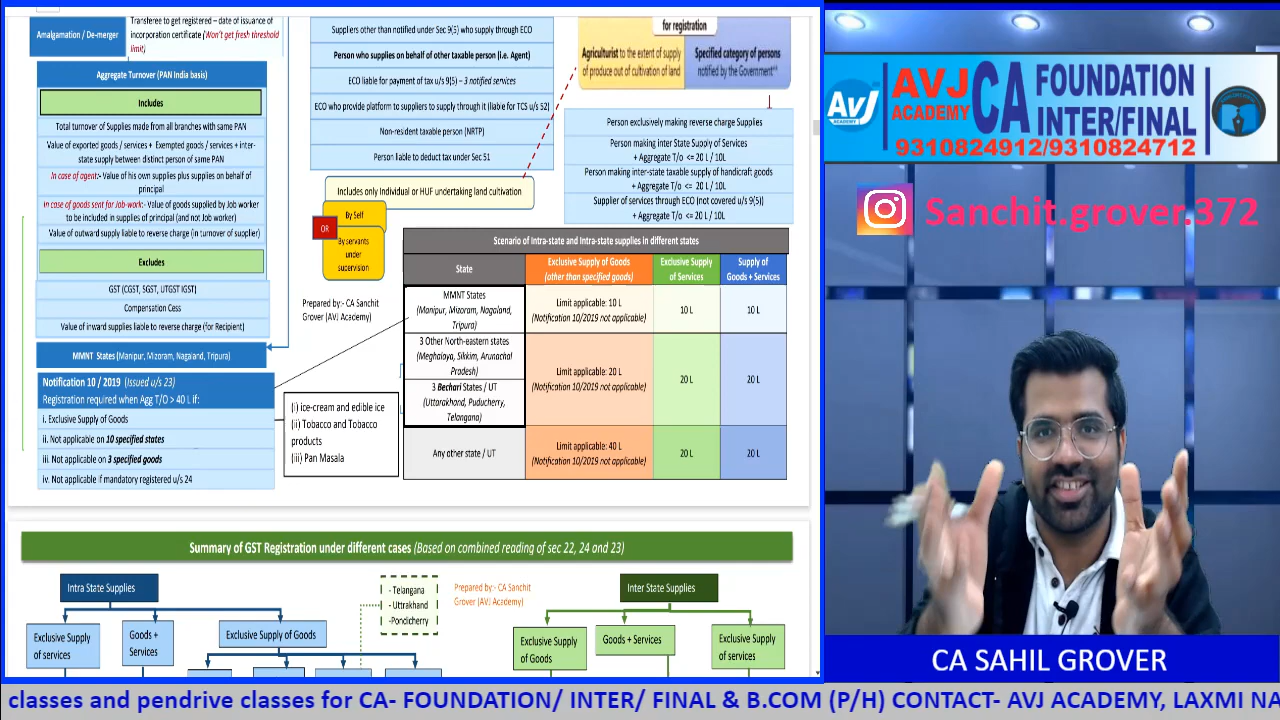 Amalgamation / De-merger
Transferee to get registered – date of issuance of
incorporation certificate (Won't get fresh threshold
limit)
Aggregate Turnover (PAN India basis)
Includes
Total turnover of Supplies made from all branches with same PAN
Value of exported goods / services + Exempted goods / services + inter-
state supply between distinct person of same PAN
In case of agent:- Value of his own supplies plus supplies on behalf of
principal
In case of goods sent for Job-work:- Value of goods supplied by Job worker
to be included in supplies of principal (and not Job worker)
Value of outward supply liable to reverse charge (in turnover of supplier)
Excludes
GST (CGST, SGST, UTGST IGST)
Compensation Cess
Value of inward supplies liable to reverse charge (for Recipient)
MMNT States (Manipur, Mizoram, Nagaland, Tripura)
Notification 10 / 2019 (Issued u/s 23)
Registration required when Agg T/O > 40 L if:
i. Exclusive Supply of Goods
ii. Not applicable on 10 specified states
iii. Not applicable on 3 specified goods
iv. Not applicable if mandatory registered u/s 24
Suppliers other than notified under Sec 9(5) who supply through ECO
Person who supplies on behalf of other taxable person (i.e. Agent)
ECO liable for payment of tax u/s 9(5) – 3 notified services
ECO who provide platform to suppliers to supply through it (liable for TCS u/s 52)
Non-resident taxable person (NRTP)
Person liable to deduct tax under Sec 51
Includes only Individual or HUF undertaking land cultivation
By Self
OR
By servants
under
supervision
Prepared by:- CA Sanchit
Grover (AVJ Academy)
(i) ice-cream and edible ice
(ii) Tobacco and Tobacco
products
(iii) Pan Masala
for registration
Agriculturist to the extent of supply
of produce out of cultivation of land
Specified category of persons
notified by the Government**
Person exclusively making reverse charge Supplies
Person making inter State Supply of Services
+ Aggregate T/o <= 20 L / 10L
Person making inter-state taxable supply of handicraft goods
+ Aggregate T/o <= 20 L / 10L
Supplier of services through ECO (not covered u/s 9(5))
+ Aggregate T/o <= 20 L / 10L
Scenario of Intra-state and Intra-state supplies in different states
State
Exclusive Supply of Goods
(other than specified goods)
Exclusive Supply
of Services
Supply of
Goods + Services
MMNT States
(Manipur, Mizoram, Nagaland,
Tripura)
Limit applicable: 10 L
(Notification 10/2019 not applicable)
10 L
10 L
3 Other North-eastern states
(Meghalaya, Sikkim, Arunachal
Pradesh)
3 Bechari States / UT
(Uttarakhand, Puducherry,
Telangana)
Limit applicable: 20 L
(Notification 10/2019 not applicable)
20 L
20 L
Any other state / UT
Limit applicable: 40 L
(Notification 10/2019 not applicable)
20 L
20 L
Summary of GST Registration under different cases (Based on combined reading of sec 22, 24 and 23)
Intra State Supplies
Exclusive Supply
of services
Goods +
Services
Exclusive Supply of Goods
- Telangana
- Uttrakhand
-Pondicherry
Prepared by:- CA Sanchit
Grover (AVJ Academy)
Inter State Supplies
Exclusive Supply
of Goods
Goods + Services
Exclusive Supply
of services
CA SAHIL GROVER
AVJ
ACADEMY
AVJ
ACADEMY
CA
FOUNDATION
INTER/FINAL
9310824912/9310824712
Sanchit.grover.372
CA SAHIL GROVER
classes and pendrive classes for CA- FOUNDATION/ INTER/ FINAL & B.COM (P/H) CONTACT- AVJ ACADEMY, LAXMI NA